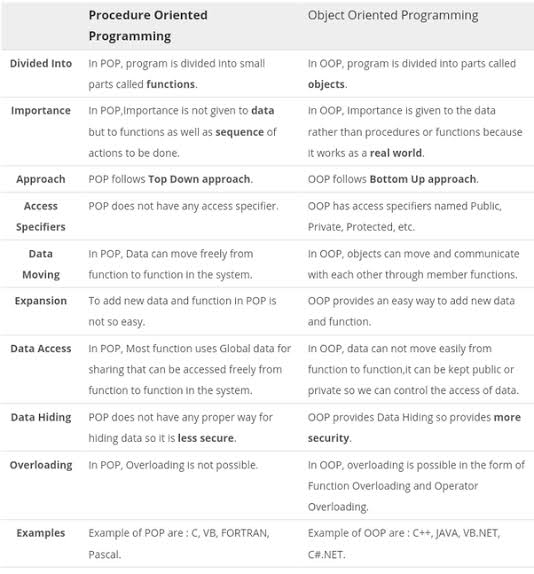 Procedure Oriented Object Oriented Programming
Programming
Divided Into In POP, program is divided into small In OOP, program is divided into parts called
parts called functions. objects.
Importance In POP,Importance is not given to data In OOP, Importance is given to the data
but to functions as well as sequence of rather than procedures or functions because
actions to be done. it works as a real world.
Approach POP follows Top Down approach. OOP follows Bottom Up approach.
Access POP does not have any access specifier. OOP has access specifiers named Public,
Specifiers Private, Protected, etc.
Data In POP, Data can move freely from In OOP, objects can move and communicate
Moving function to function in the system. with each other through member functions.
Expansion To add new data and function in POP is OOP provides an easy way to add new data
not so easy. and function.
Data Access In POP, Most function uses Global data for In OOP, data can not move easily from
sharing that can be accessed freely from function to function,it can be kept public or
function to function in the system. private so we can control the access of data.
Data Hiding POP does not have any proper way for OOP provides Data Hiding so provides more
hiding data so it is less secure. security.
Overloading In POP, Overloading is not possible. In OOP, overloading is possible in the form of
Function Overloading and Operator
Overloading.
Examples Example of POP are : C, VB, FORTRAN, Example of OOP are : C++, JAVA, VB.NET,
Pascal. C#.NET.